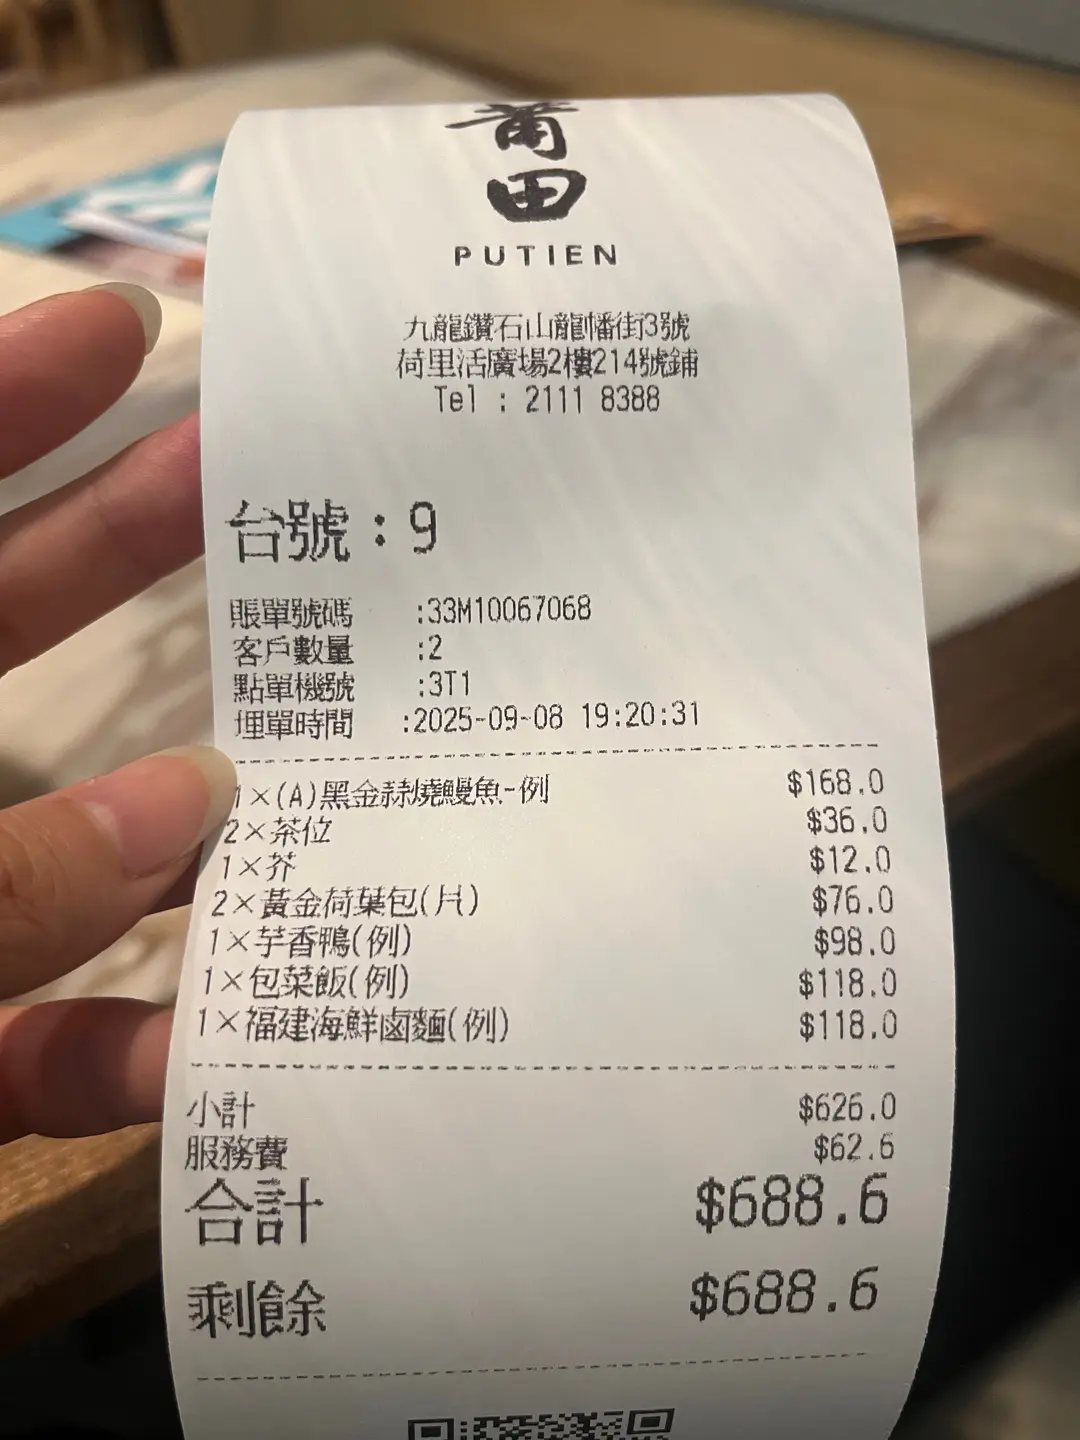 莆
田
PUTIEN
九龍鑽石山龍蟠街3號
荷里活廣場2樓214號鋪
Tel : 2111 8388
台號 : 9
賬單號碼 :33M10067068
客戶數量 :2
點單機號 :3T1
埋單時間 :2025-09-08 19:20:31
1×(A)黑金蒜燒鰻魚-例 $168.0
2×茶位 $36.0
1×芥 $12.0
2×黃金荷葉包(片) $76.0
1×芋香鴨(例) $98.0
1×包菜飯(例) $118.0
1×福建海鮮鹵麵(例) $118.0
小計 $626.0
服務費 $62.6
合計 $688.6
剩餘 $688.6